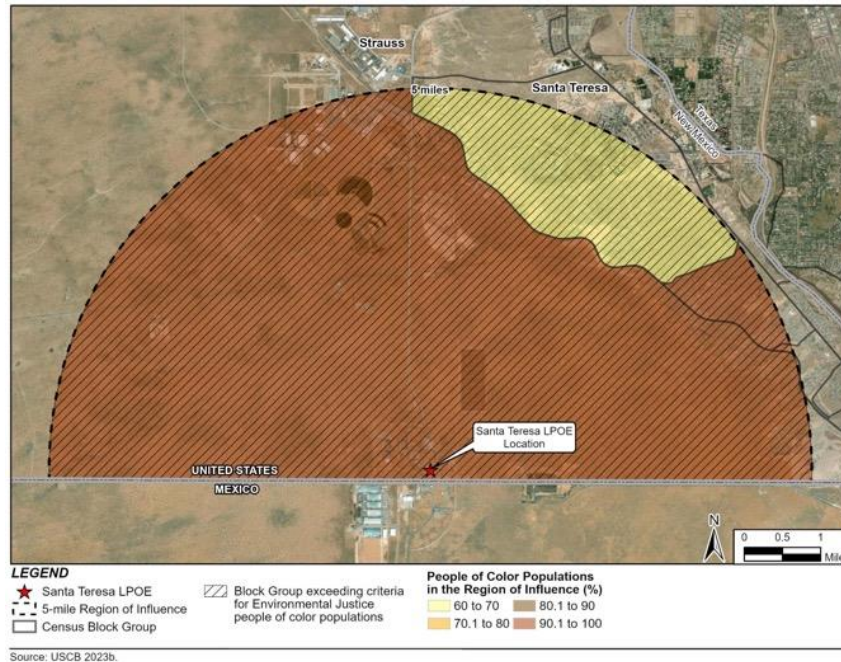 Strauss
5 miles
Santa Teresa
Texas
New Mexico
Santa Teresa LPOE
Location
UNITED STATES
MEXICO
N
0 0.5 1
Mile
LEGEND
Santa Teresa LPOE
5-mile Region of Influence
Census Block Group
Block Group exceeding criteria
for Environmental Justice
people of color populations
People of Color Populations
in the Region of Influence (%)
60 to 70
80.1 to 90
70.1 to 80
90.1 to 100
Source: USCB 2023b.